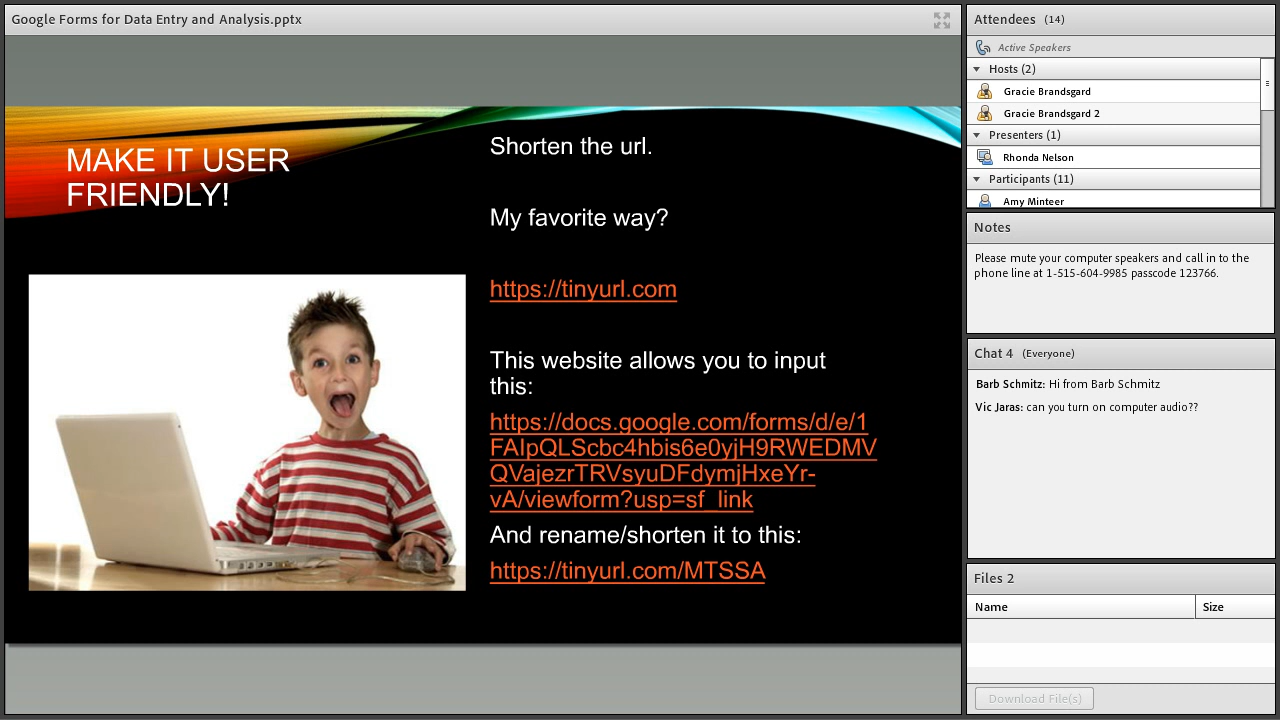 Google Forms for Data Entry and Analysis.pptx
MAKE IT USER
FRIENDLY!
Shorten the url.
My favorite way?
https://tinyurl.com
This website allows you to input
this:
https://docs.google.com/forms/d/e/1
FAIpQLScbc4hbis6e0yjH9RWEDMV
QVajezrTRVsyuDFdymjHxeYr-
vA/viewform?usp=sf_link
And rename/shorten it to this:
https://tinyurl.com/MTSSA
Attendees (14)
Active Speakers
Hosts (2)
Gracie Brandsgard
Gracie Brandsgard 2
Presenters (1)
Rhonda Nelson
Participants (11)
Amy Minteer
Notes
Please mute your computer speakers and call in to the
phone line at 1-515-604-9985 passcode 123766.
Chat 4 (Everyone)
Barb Schmitz: Hi from Barb Schmitz
Vic Jaras: can you turn on computer audio??
Files 2
Name Size
Download File(s)